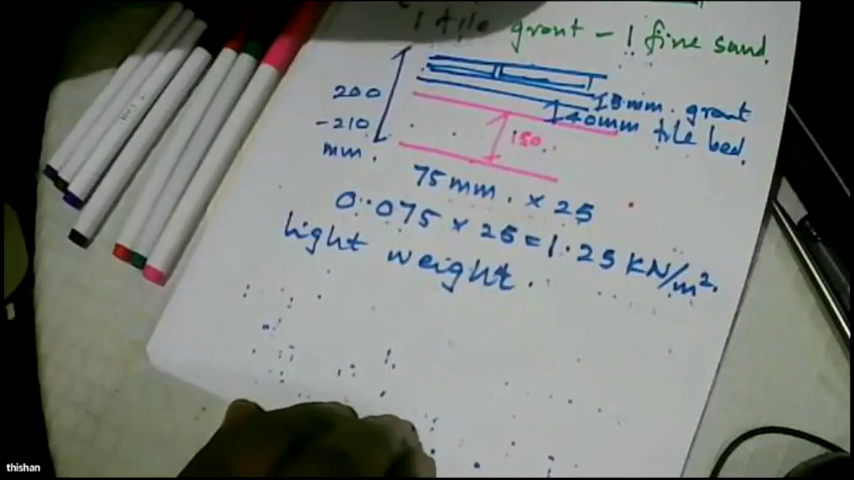 1 tile grout - 1 fine sand.
18mm. grout
200
40mm tile bed.
-210
150.
mm.
75mm. × 25
0.075 × 25 = 1.25 KN/m².
light weight.
thishan